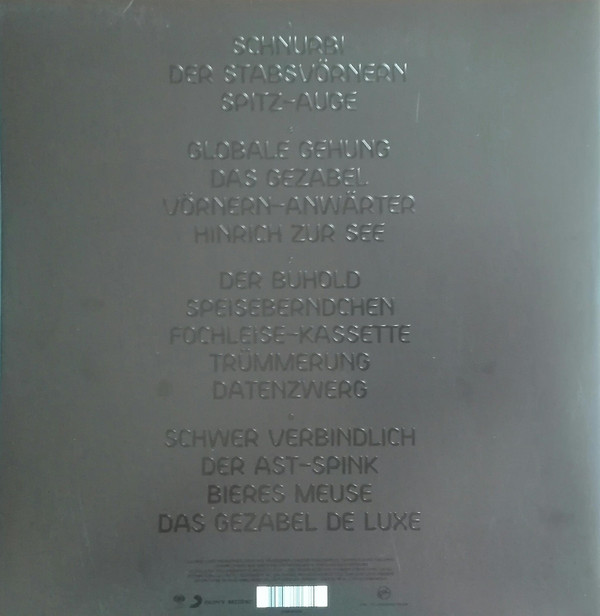 SCHNURBI
DER STABSVÖRNERN
SPITZ-AUGE
GLOBALE GEHUNG
DAS GEZABEL
VÖRNERN-ANWÄRTER
HINRICH ZUR SEE
DER BUHOLD
SPEISEBERNDCHEN
FOCHLEISE-KASSETTE
TRÜMMERUNG
DATENZWERG
SCHWER VERBINDLICH
DER AST-SPINK
BIERES MEUSE
DAS GEZABEL DE LUXE